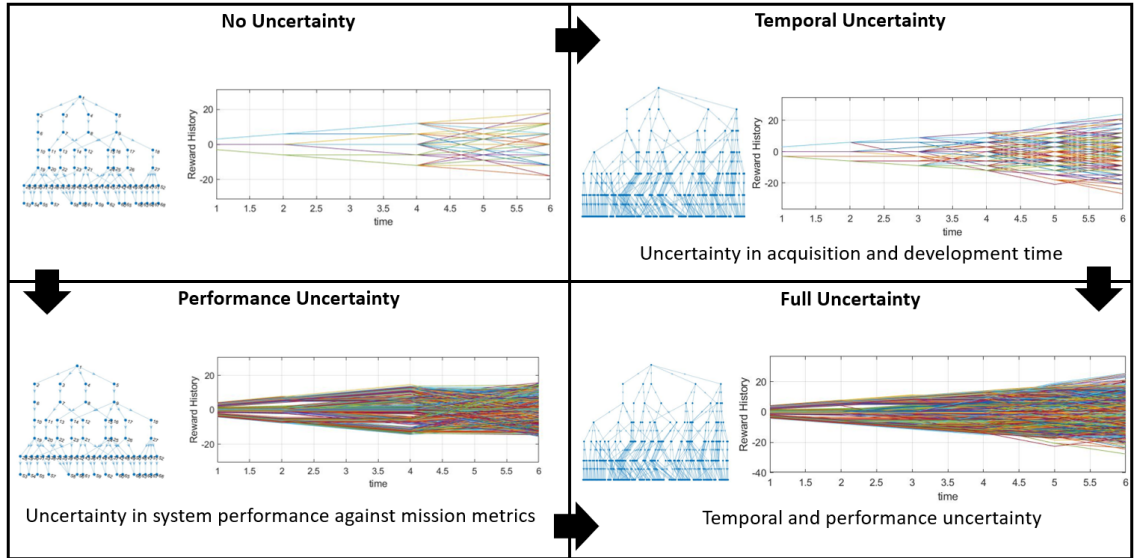 No Uncertainty
20
0
-20
Reward History
1 1.5 2 2.5 3 3.5 4 4.5 5 5.5 6
time
Temporal Uncertainty
20
0
-20
Reward History
1 1.5 2 2.5 3 3.5 4 4.5 5 5.5 6
time
Uncertainty in acquisition and development time
Performance Uncertainty
20
0
-20
Reward History
1 1.5 2 2.5 3 3.5 4 4.5 5 5.5 6
time
Uncertainty in system performance against mission metrics
Full Uncertainty
20
0
-20
-40
Reward History
1 1.5 2 2.5 3 3.5 4 4.5 5 5.5 6
time
Temporal and performance uncertainty